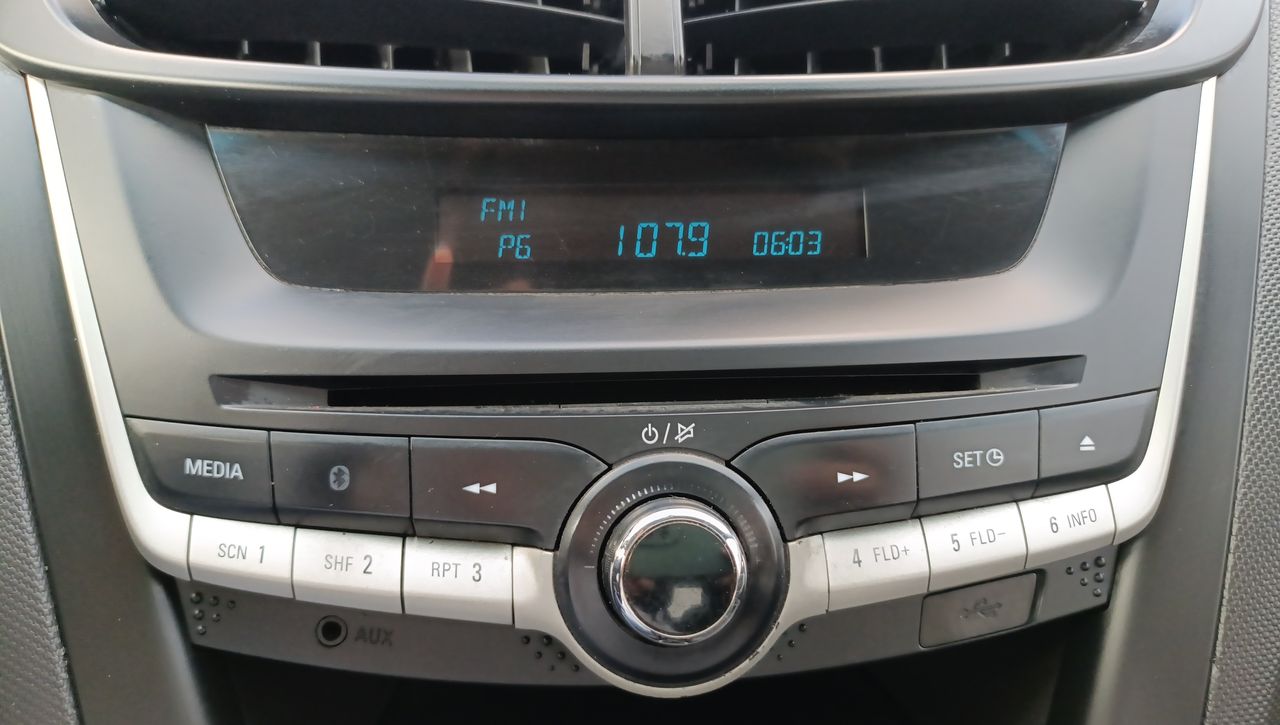 FM1
P6 107.9 06:03
MEDIA SET
SCN 1 SHF 2 RPT 3 4 FLD+ 5 FLD- 6 INFO
AUX